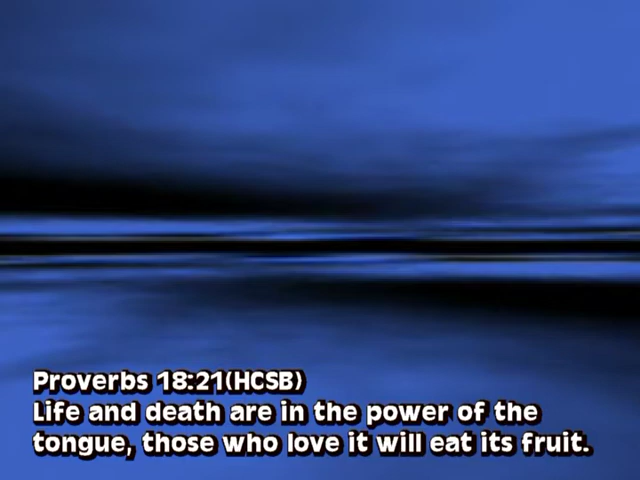 Proverbs 18:21(HCSB)
Life and death are in the power of the
tongue, those who love it will eat its fruit.